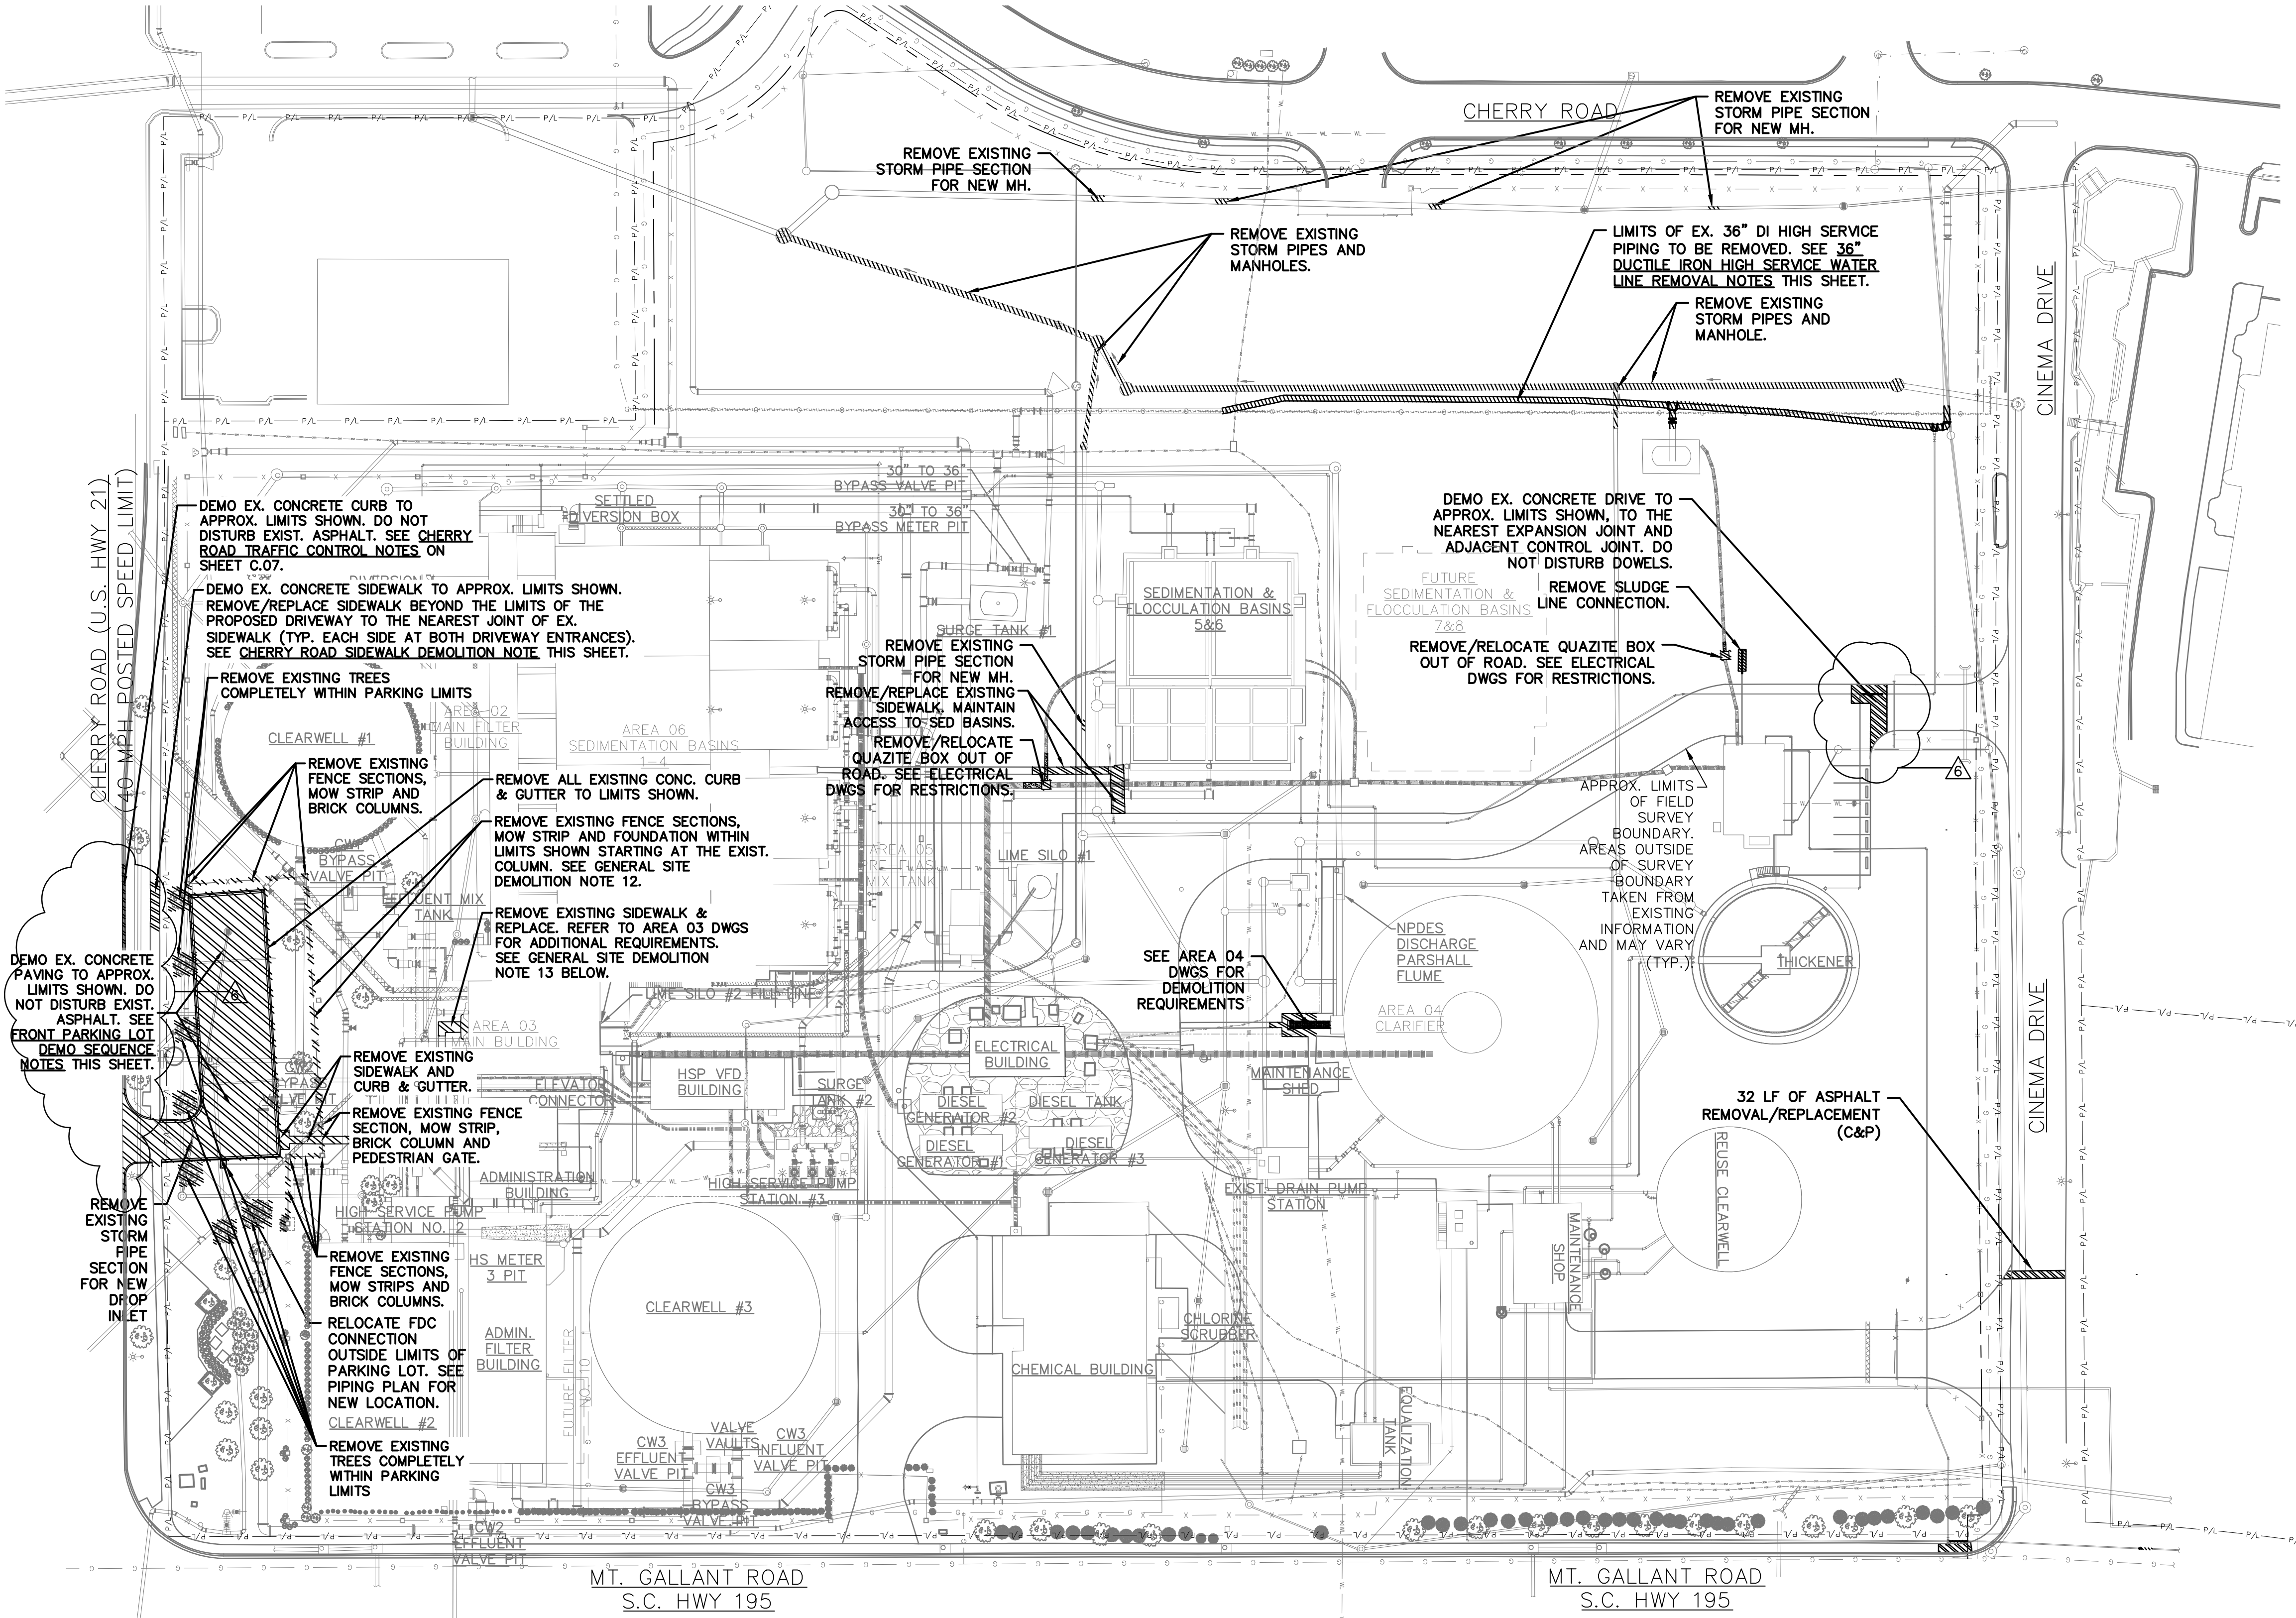 CHERRY ROAD
REMOVE EXISTING
STORM PIPE SECTION
FOR NEW MH.
REMOVE EXISTING
STORM PIPE SECTION
FOR NEW MH.
REMOVE EXISTING
STORM PIPES AND
MANHOLES.
LIMITS OF EX. 36" DI HIGH SERVICE
PIPING TO BE REMOVED. SEE 36"
DUCTILE IRON HIGH SERVICE WATER
LINE REMOVAL NOTES THIS SHEET.
REMOVE EXISTING
STORM PIPES AND
MANHOLE.
CINEMA DRIVE
CHERRY ROAD (U.S. HWY 21)
(40 MPH POSTED SPEED LIMIT)
DEMO EX. CONCRETE CURB TO
APPROX. LIMITS SHOWN. DO NOT
DISTURB EXIST. ASPHALT. SEE CHERRY
ROAD TRAFFIC CONTROL NOTES ON
SHEET C.07.
DEMO EX. CONCRETE SIDEWALK TO APPROX. LIMITS SHOWN.
REMOVE/REPLACE SIDEWALK BEYOND THE LIMITS OF THE
PROPOSED DRIVEWAY TO THE NEAREST JOINT OF EX.
SIDEWALK (TYP. EACH SIDE AT BOTH DRIVEWAY ENTRANCES).
SEE CHERRY ROAD SIDEWALK DEMOLITION NOTE THIS SHEET.
SETTLED
DIVERSION BOX
30" TO 36"
BYPASS VALVE PIT
30" TO 36"
BYPASS METER PIT
SURGE TANK #1
SEDIMENTATION &
FLOCCULATION BASINS
5&6
FUTURE
SEDIMENTATION &
FLOCCULATION BASINS
7&8
DEMO EX. CONCRETE DRIVE TO
APPROX. LIMITS SHOWN, TO THE
NEAREST EXPANSION JOINT AND
ADJACENT CONTROL JOINT. DO
NOT DISTURB DOWELS.
REMOVE SLUDGE
LINE CONNECTION.
REMOVE/RELOCATE QUAZITE BOX
OUT OF ROAD. SEE ELECTRICAL
DWGS FOR RESTRICTIONS.
REMOVE EXISTING TREES
COMPLETELY WITHIN PARKING LIMITS
CLEARWELL #1
AREA 02
MAIN FILTER
BUILDING
AREA 06
SEDIMENTATION BASINS
1-4
REMOVE EXISTING
STORM PIPE SECTION
FOR NEW MH.
REMOVE/REPLACE EXISTING
SIDEWALK. MAINTAIN
ACCESS TO SED BASINS.
REMOVE/RELOCATE
QUAZITE BOX OUT OF
ROAD. SEE ELECTRICAL
DWGS FOR RESTRICTIONS.
REMOVE EXISTING
FENCE SECTIONS,
MOW STRIP AND
BRICK COLUMNS.
REMOVE ALL EXISTING CONC. CURB
& GUTTER TO LIMITS SHOWN.
REMOVE EXISTING FENCE SECTIONS,
MOW STRIP AND FOUNDATION WITHIN
LIMITS SHOWN STARTING AT THE EXIST.
COLUMN. SEE GENERAL SITE
DEMOLITION NOTE 12.
BYPASS
VALVE PIT
EFFLUENT MIX
TANK
AREA 05
PRE-FLASH
MIX TANK
LIME SILO #1
6
APPROX. LIMITS
OF FIELD
SURVEY
BOUNDARY.
AREAS OUTSIDE
OF SURVEY
BOUNDARY
TAKEN FROM
EXISTING
INFORMATION
AND MAY VARY
(TYP.)
REMOVE EXISTING SIDEWALK &
REPLACE. REFER TO AREA 03 DWGS
FOR ADDITIONAL REQUIREMENTS.
SEE GENERAL SITE DEMOLITION
NOTE 13 BELOW.
DEMO EX. CONCRETE
PAVING TO APPROX.
LIMITS SHOWN. DO
NOT DISTURB EXIST.
ASPHALT. SEE
FRONT PARKING LOT
DEMO SEQUENCE
NOTES THIS SHEET.
6
LIME SILO #2 FILL LINE
AREA 03
MAIN BUILDING
SEE AREA 04
DWGS FOR
DEMOLITION
REQUIREMENTS
NPDES
DISCHARGE
PARSHALL
FLUME
AREA 04
CLARIFIER
THICKENER
CINEMA DRIVE
REMOVE EXISTING
SIDEWALK AND
CURB & GUTTER.
CW2
BYPASS
VALVE PIT
ELEVATOR
CONNECTOR
HSP VFD
BUILDING
SURGE
TANK #2
ELECTRICAL
BUILDING
DIESEL
GENERATOR #2
DIESEL TANK
DIESEL
GENERATOR #1
DIESEL
GENERATOR #3
MAINTENANCE
SHED
32 LF OF ASPHALT
REMOVAL/REPLACEMENT
(C&P)
REMOVE EXISTING FENCE
SECTION, MOW STRIP,
BRICK COLUMN AND
PEDESTRIAN GATE.
ADMINISTRATION
BUILDING
HIGH SERVICE PUMP
STATION #3
EXIST. DRAIN PUMP
STATION
REUSE CLEARWELL
MAINTENANCE
SHOP
REMOVE
EXISTING
STORM
PIPE
SECTION
FOR NEW
DROP
INLET
HIGH SERVICE PUMP
STATION NO. 2
REMOVE EXISTING
FENCE SECTIONS,
MOW STRIPS AND
BRICK COLUMNS.
HS METER
3 PIT
RELOCATE FDC
CONNECTION
OUTSIDE LIMITS OF
PARKING LOT. SEE
PIPING PLAN FOR
NEW LOCATION.
ADMIN.
FILTER
BUILDING
FUTURE FILTER
NO. 10
CLEARWELL #3
CHLORINE
SCRUBBER
CHEMICAL BUILDING
EQUALIZATION
TANK
CLEARWELL #2
REMOVE EXISTING
TREES COMPLETELY
WITHIN PARKING
LIMITS
CW3
EFFLUENT
VALVE PIT
VALVE
VAULTS
CW3
INFLUENT
VALVE PIT
CW3
BYPASS
VALVE PIT
CW2
EFFLUENT
VALVE PIT
MT. GALLANT ROAD
S.C. HWY 195
MT. GALLANT ROAD
S.C. HWY 195